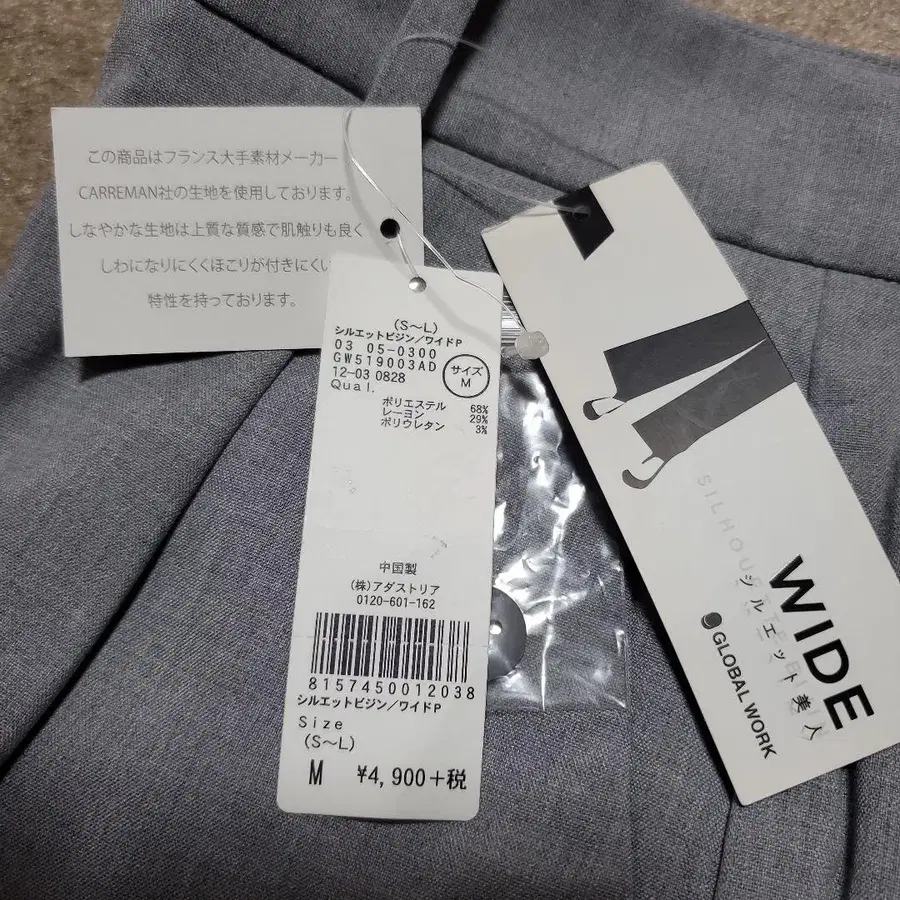 この商品はフランス大手素材メーカー
CARREMAN社の生地を使用しております。
しなやかな生地は上質な質感で肌触りも良く
しわになりにくくほこりが付きにくい
特性を持っております。
(S～L)
シルエットビジン/ワイドP
03 05-0300
GW519003AD
12-03 0828
サイズ
M
Qual.
ポリエステル 68%
レーヨン 29%
ポリウレタン 3%
中国製
(株)アダストリア
0120-601-162
8157450012038
シルエットビジン/ワイドP
Size
(S～L)
M ¥4,900+税
WIDE
シルエット美人
GLOBAL WORK